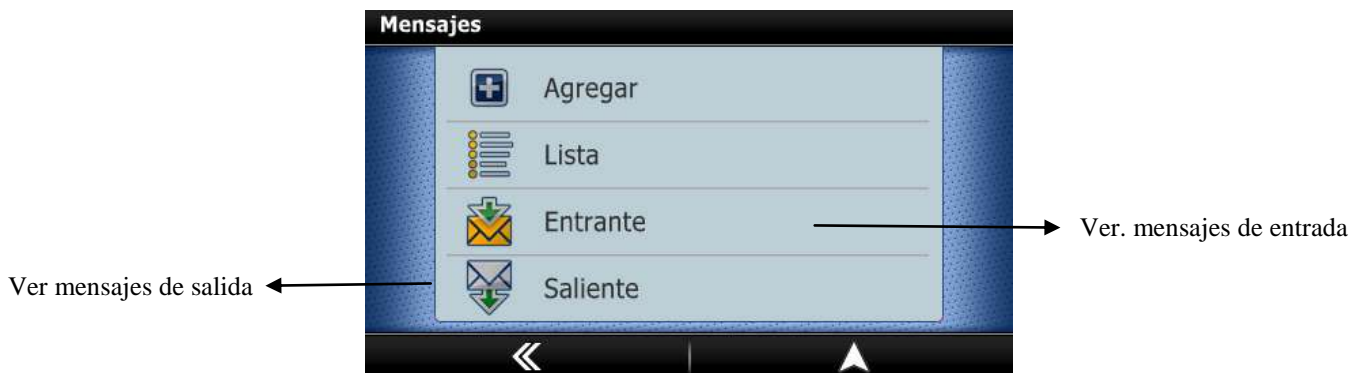 Mensajes
Agregar
Lista
Entrante
Ver. mensajes de entrada
Ver mensajes de salida
Saliente